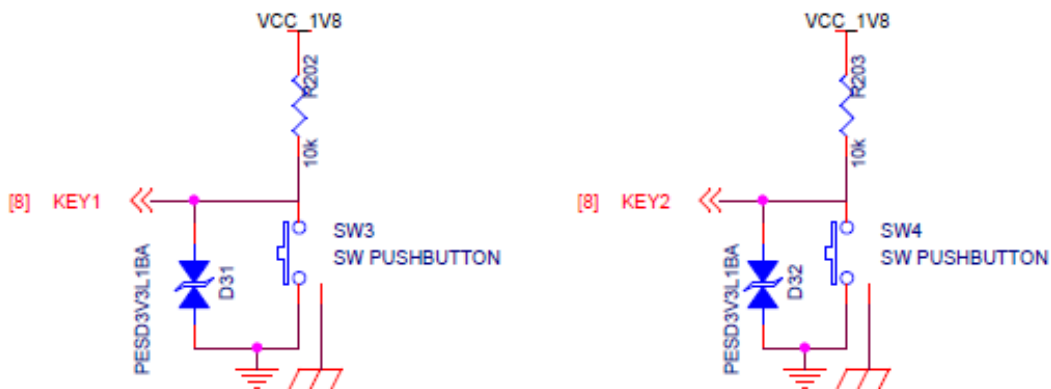 VCC_1V8
R202
10k
[8] KEY1
SW3
SW PUSHBUTTON
D31
PESD3V3L1BA
VCC_1V8
R203
10k
[8] KEY2
SW4
SW PUSHBUTTON
D32
PESD3V3L1BA